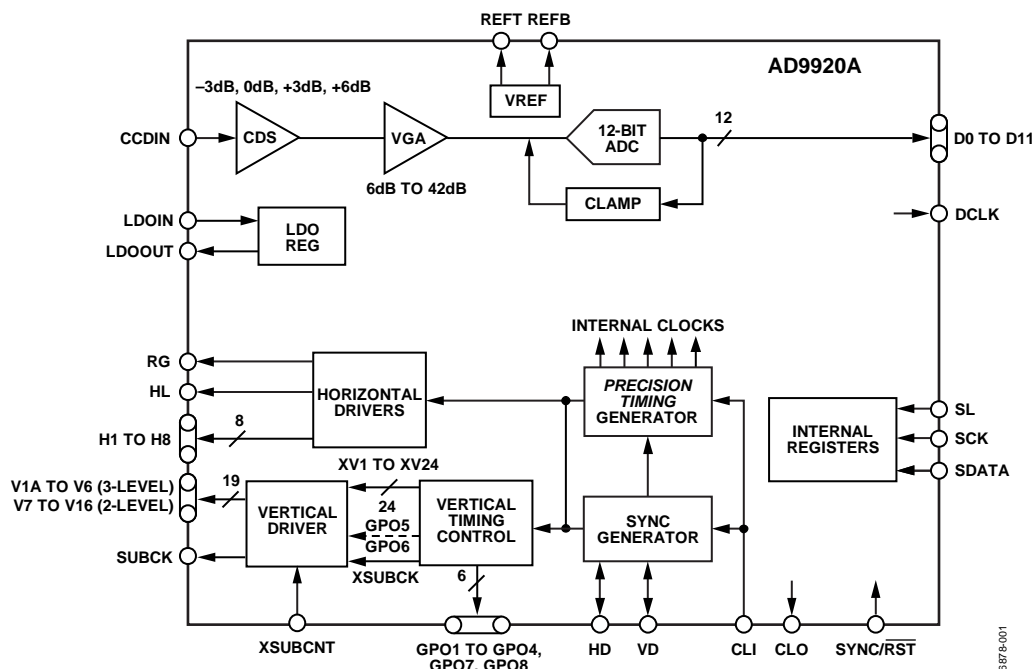 REFT REFB
AD9920A
–3dB, 0dB, +3dB, +6dB
VREF
12
CCDIN
CDS
VGA
12-BIT
ADC
D0 TO D11
6dB TO 42dB
CLAMP
LDOIN
LDO
REG
LDOOUT
DCLK
INTERNAL CLOCKS
RG
HL
HORIZONTAL
DRIVERS
PRECISION
TIMING
GENERATOR
H1 TO H8
8
INTERNAL
REGISTERS
SL
SCK
SDATA
XV1 TO XV24
V1A TO V6 (3-LEVEL)
V7 TO V16 (2-LEVEL)
19
24
VERTICAL
DRIVER
GPO5
GPO6
VERTICAL
TIMING
CONTROL
SYNC
GENERATOR
SUBCK
XSUBCK
6
XSUBCNT
GPO1 TO GPO4,
GPO7, GPO8
HD
VD
CLI
CLO
SYNC/RST
6878-001